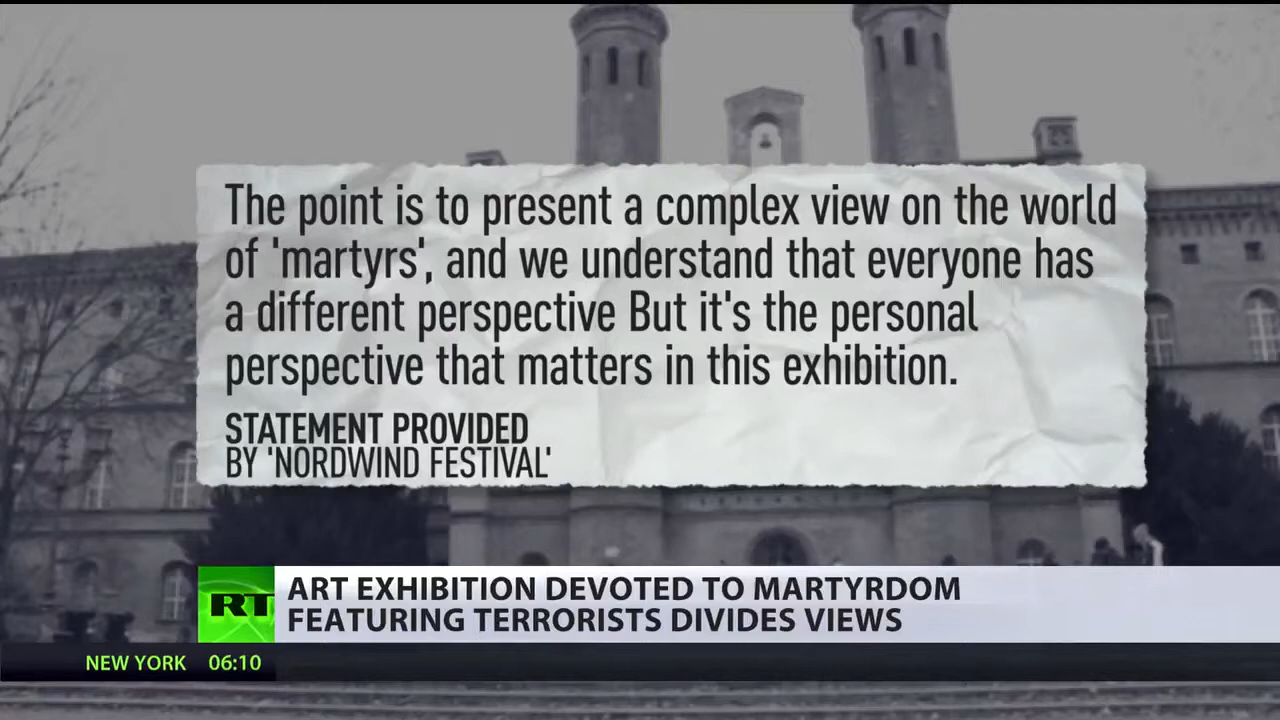 The point is to present a complex view on the world
of 'martyrs', and we understand that everyone has
a different perspective But it's the personal
perspective that matters in this exhibition.
STATEMENT PROVIDED
BY 'NORDWIND FESTIVAL'
RT
ART EXHIBITION DEVOTED TO MARTYRDOM
FEATURING TERRORISTS DIVIDES VIEWS
NEW YORK 06:10